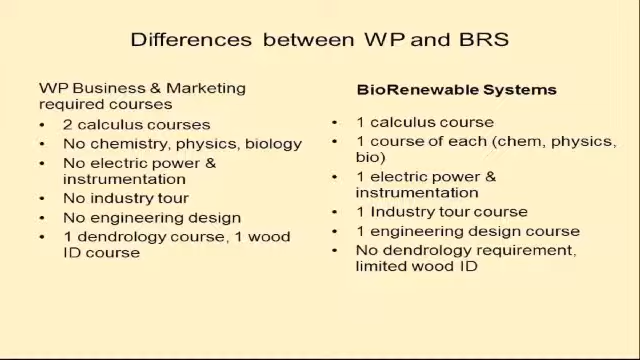 Differences between WP and BRS
WP Business & Marketing
required courses
• 2 calculus courses
• No chemistry, physics, biology
• No electric power &
instrumentation
• No industry tour
• No engineering design
• 1 dendrology course, 1 wood
ID course
BioRenewable Systems
• 1 calculus course
• 1 course of each (chem, physics,
bio)
• 1 electric power &
instrumentation
• 1 Industry tour course
• 1 engineering design course
• No dendrology requirement,
limited wood ID